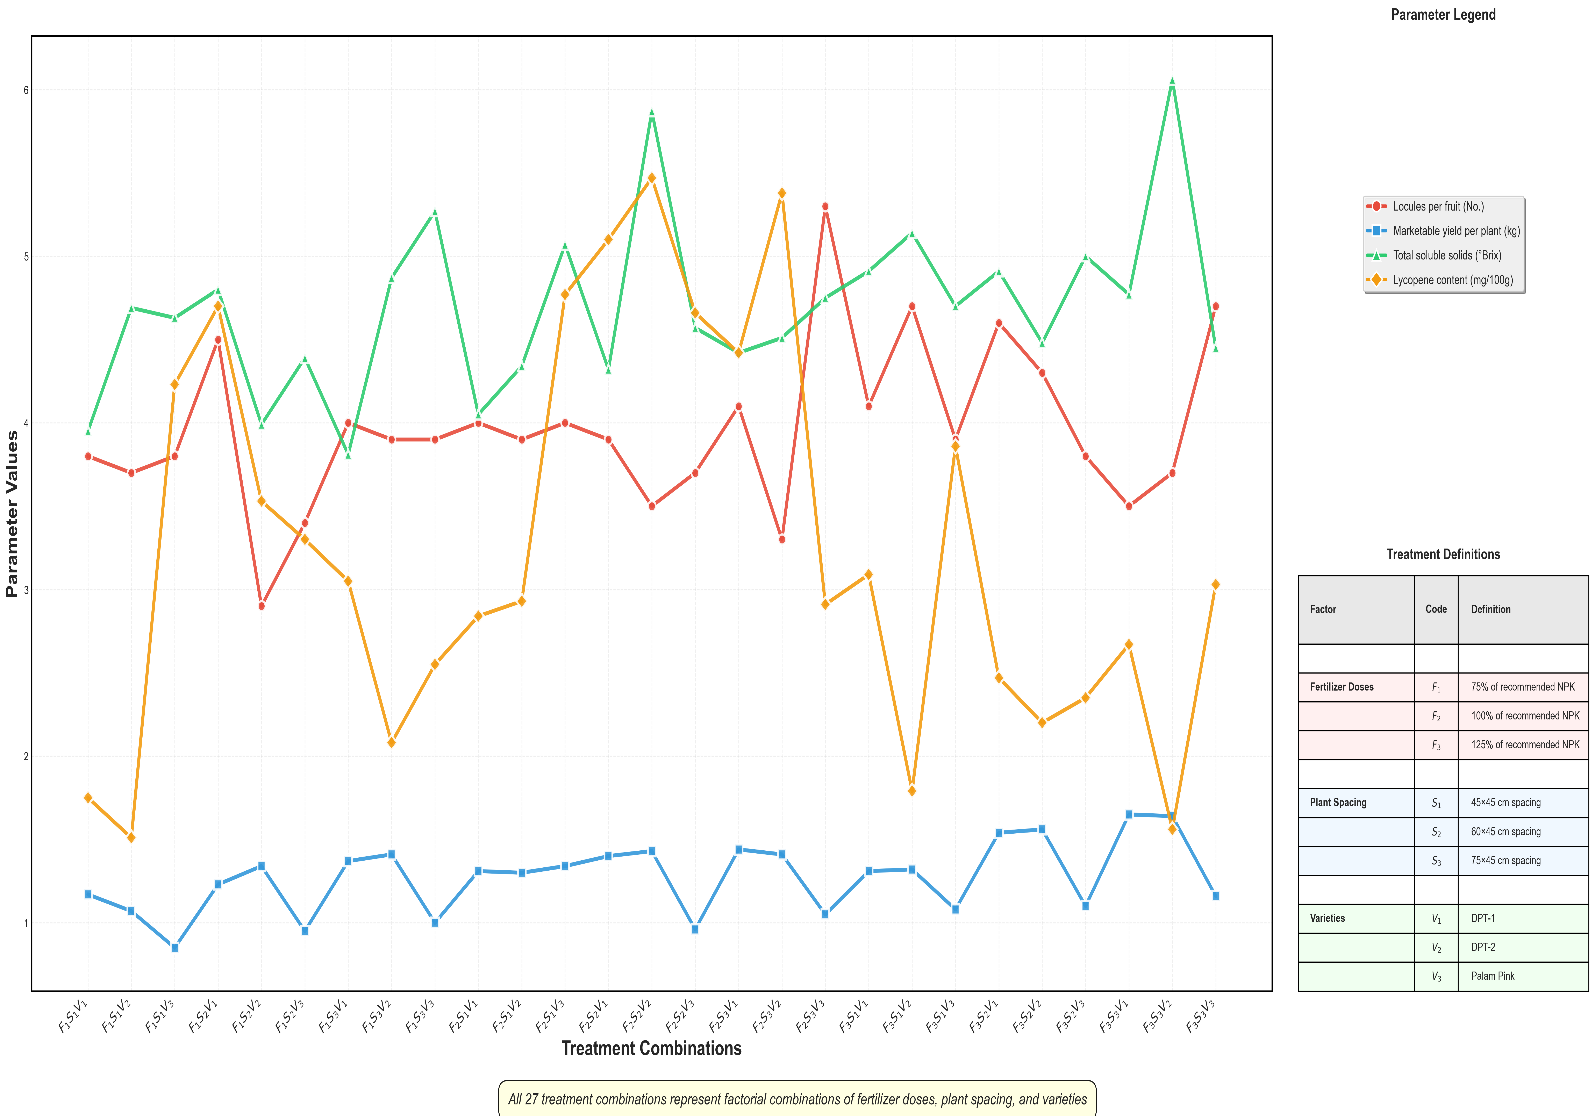 Parameter Legend
6
5
4
3
2
1
Parameter Values
Locules per fruit (No.)
Marketable yield per plant (kg)
Total soluble solids (°Brix)
Lycopene content (mg/100g)
Treatment Definitions
Factor Code Definition
Fertilizer Doses F₁ 75% of recommended NPK
F₂ 100% of recommended NPK
F₃ 125% of recommended NPK
Plant Spacing S₁ 45×45 cm spacing
S₂ 60×45 cm spacing
S₃ 75×45 cm spacing
Varieties V₁ DPT-1
V₂ DPT-2
V₃ Palam Pink
F₁S₁V₁ F₁S₁V₂ F₁S₁V₃ F₁S₂V₁ F₁S₂V₂ F₁S₂V₃ F₁S₃V₁ F₁S₃V₂ F₁S₃V₃ F₂S₁V₁ F₂S₁V₂ F₂S₁V₃ F₂S₂V₁ F₂S₂V₂ F₂S₂V₃ F₂S₃V₁ F₂S₃V₂ F₂S₃V₃ F₃S₁V₁ F₃S₁V₂ F₃S₁V₃ F₃S₂V₁ F₃S₂V₂ F₃S₂V₃ F₃S₃V₁ F₃S₃V₂ F₃S₃V₃
Treatment Combinations
All 27 treatment combinations represent factorial combinations of fertilizer doses, plant spacing, and varieties